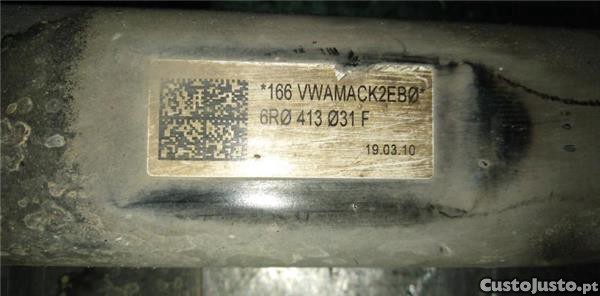 *166 VWAMACK2EBØ*
6RØ 413 Ø31 F
19.03.10
CustoJusto.pt